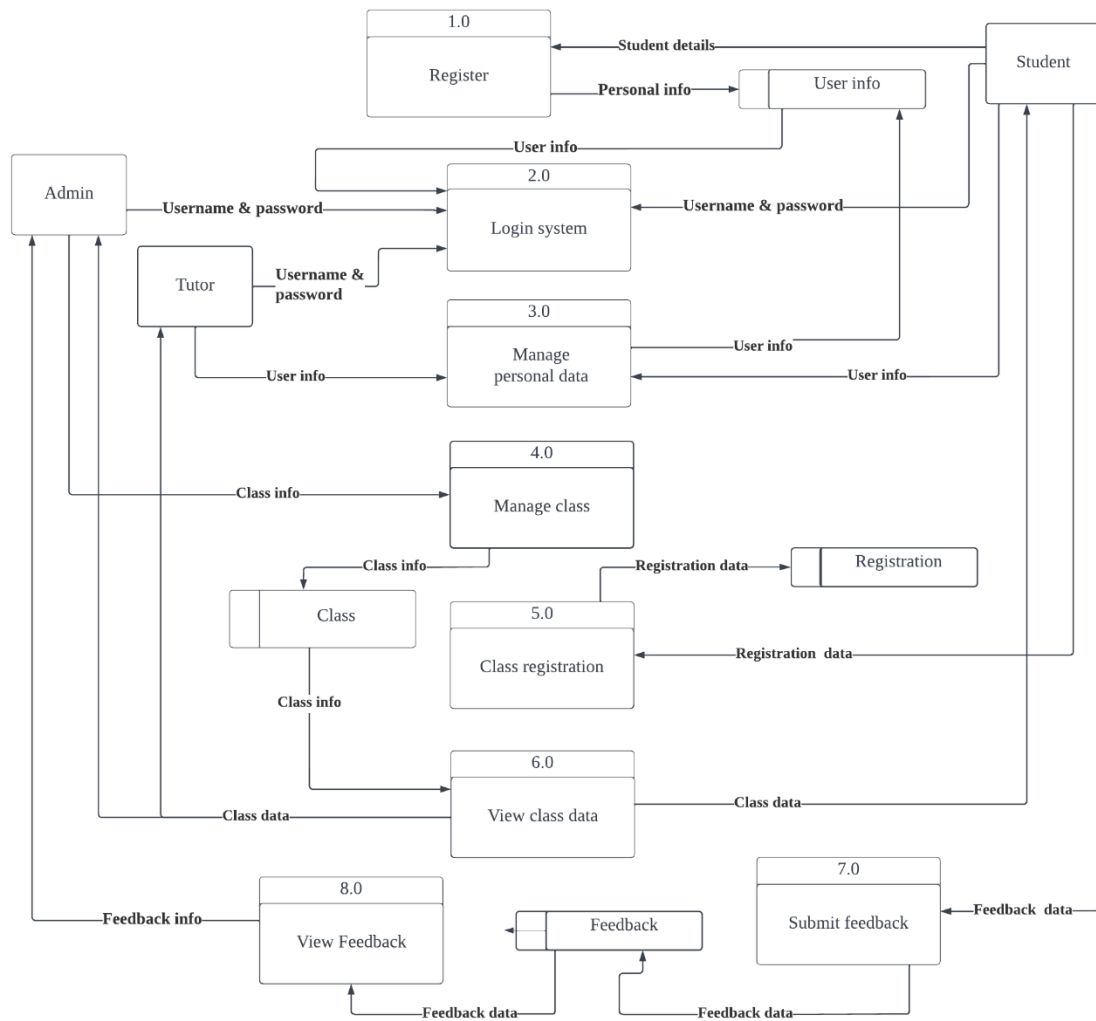 1.0
Register
Student details
Student
Personal info
User info
User info
Admin
2.0
Login system
Username & password
Username & password
Tutor
Username &
password
3.0
Manage
personal data
User info
User info
User info
4.0
Manage class
Class info
Class info
Registration data
Registration
Class
5.0
Class registration
Registration  data
Class info
6.0
View class data
Class data
Class data
7.0
Submit feedback
8.0
View Feedback
Feedback info
Feedback
Feedback  data
Feedback data
Feedback data